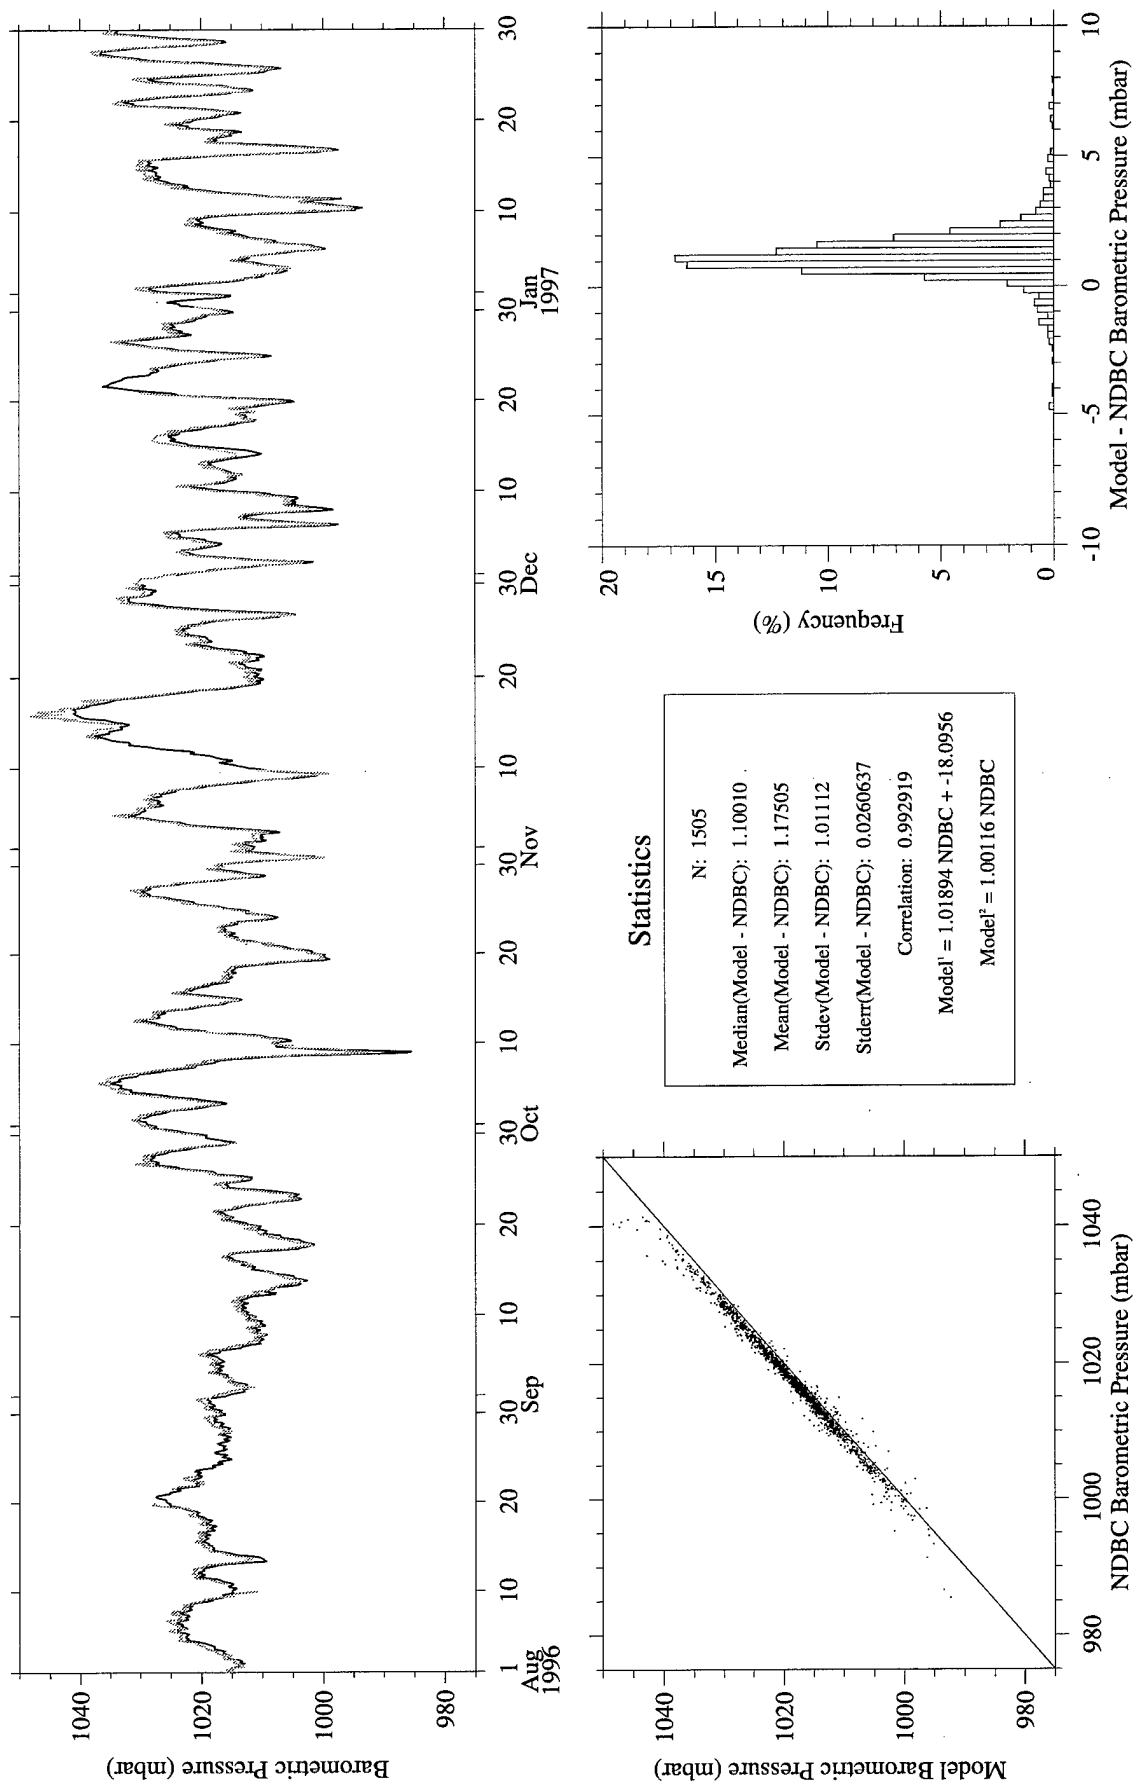 Barometric Pressure (mbar)
1040
1020
1000
980
1 10 20 30 10 20 30 10 20 30 10 20 30 10 20 30 10 20 30
Aug Sep Oct Nov Dec Jan
1996 1997
Model Barometric Pressure (mbar)
1040
1020
1000
980
980 1000 1020 1040
NDBC Barometric Pressure (mbar)
Statistics
N: 1505
Median(Model - NDBC): 1.10010
Mean(Model - NDBC): 1.17505
Stdev(Model - NDBC): 1.01112
Stderr(Model - NDBC): 0.0260637
Correlation: 0.992919
Model¹ = 1.01894 NDBC + -18.0956
Model² = 1.00116 NDBC
Frequency (%)
20
15
10
5
0
-10 -5 0 5 10
Model - NDBC Barometric Pressure (mbar)